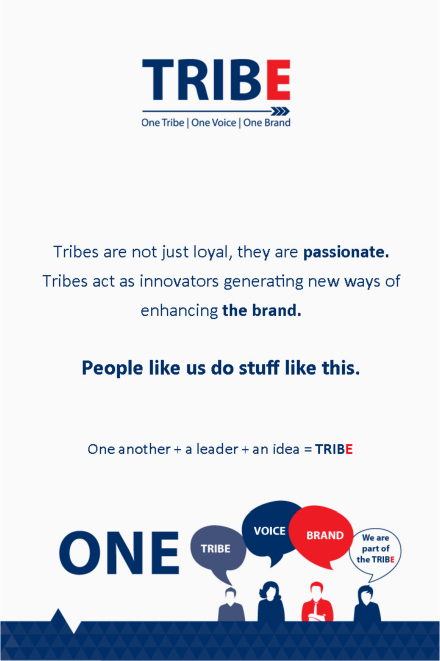 TRIBE
One Tribe | One Voice | One Brand
Tribes are not just loyal, they are passionate.
Tribes act as innovators generating new ways of
enhancing the brand.
People like us do stuff like this.
One another + a leader + an idea = TRIBE
ONE
TRIBE
VOICE
BRAND
We are
part of
the TRIBE